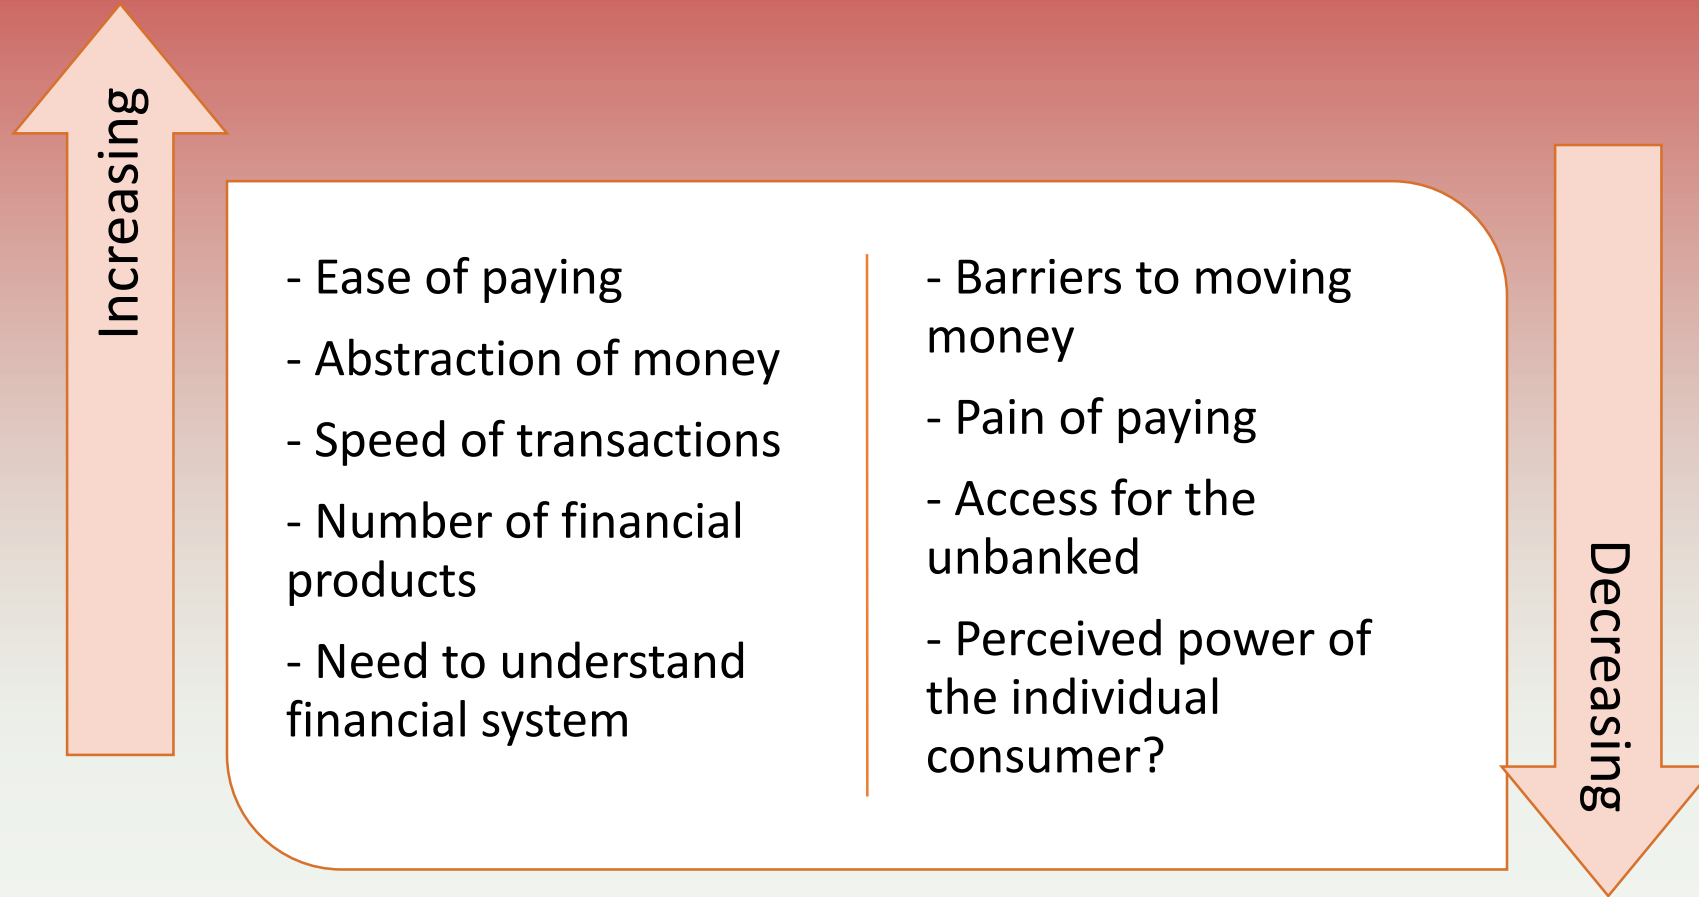 Increasing
- Ease of paying
- Abstraction of money
- Speed of transactions
- Number of financial
products
- Need to understand
financial system
- Barriers to moving
money
- Pain of paying
- Access for the
unbanked
- Perceived power of
the individual
consumer?
Decreasing